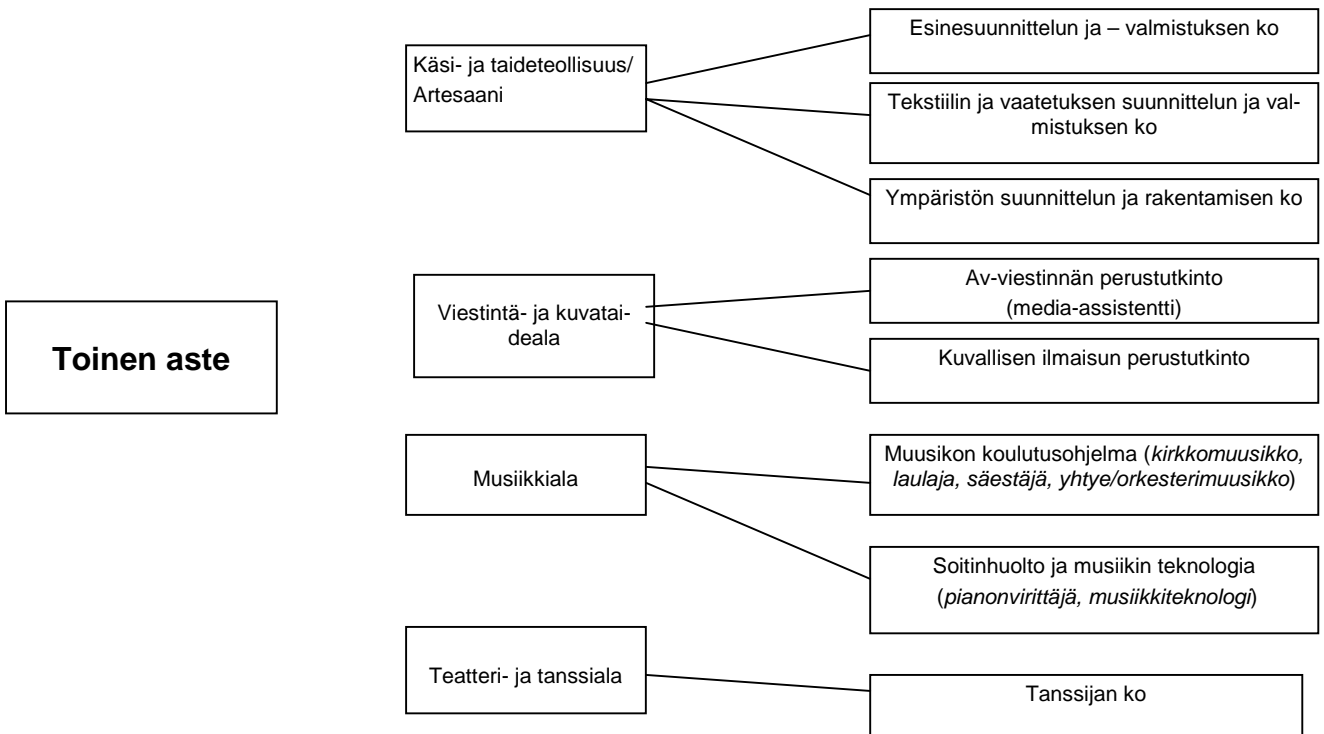 Toinen aste
Käsi- ja taideteollisuus/
Artesaani
Esinesuunnittelun ja – valmistuksen ko
Tekstiilin ja vaatetuksen suunnittelun ja val-
mistuksen ko
Ympäristön suunnittelun ja rakentamisen ko
Viestintä- ja kuvatai-
deala
Av-viestinnän perustutkinto
(media-assistentti)
Kuvallisen ilmaisun perustutkinto
Musiikkiala
Muusikon koulutusohjelma (kirkkomuusikko,
laulaja, säestäjä, yhtye/orkesterimuusikko)
Soitinhuolto ja musiikin teknologia
(pianonvirittäjä, musiikkiteknologi)
Teatteri- ja tanssiala
Tanssijan ko